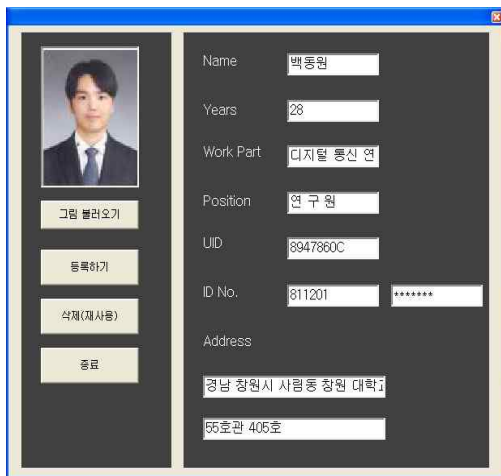 Name 백동원
Years 28
Work Part 디지털 통신 연
Position 연 구 원
UID 8947860C
ID No. 811201 *******
Address
경남 창원시 사림동 창원 대학
55호관 405호
그림 불러오기
등록하기
삭제(재사용)
종료